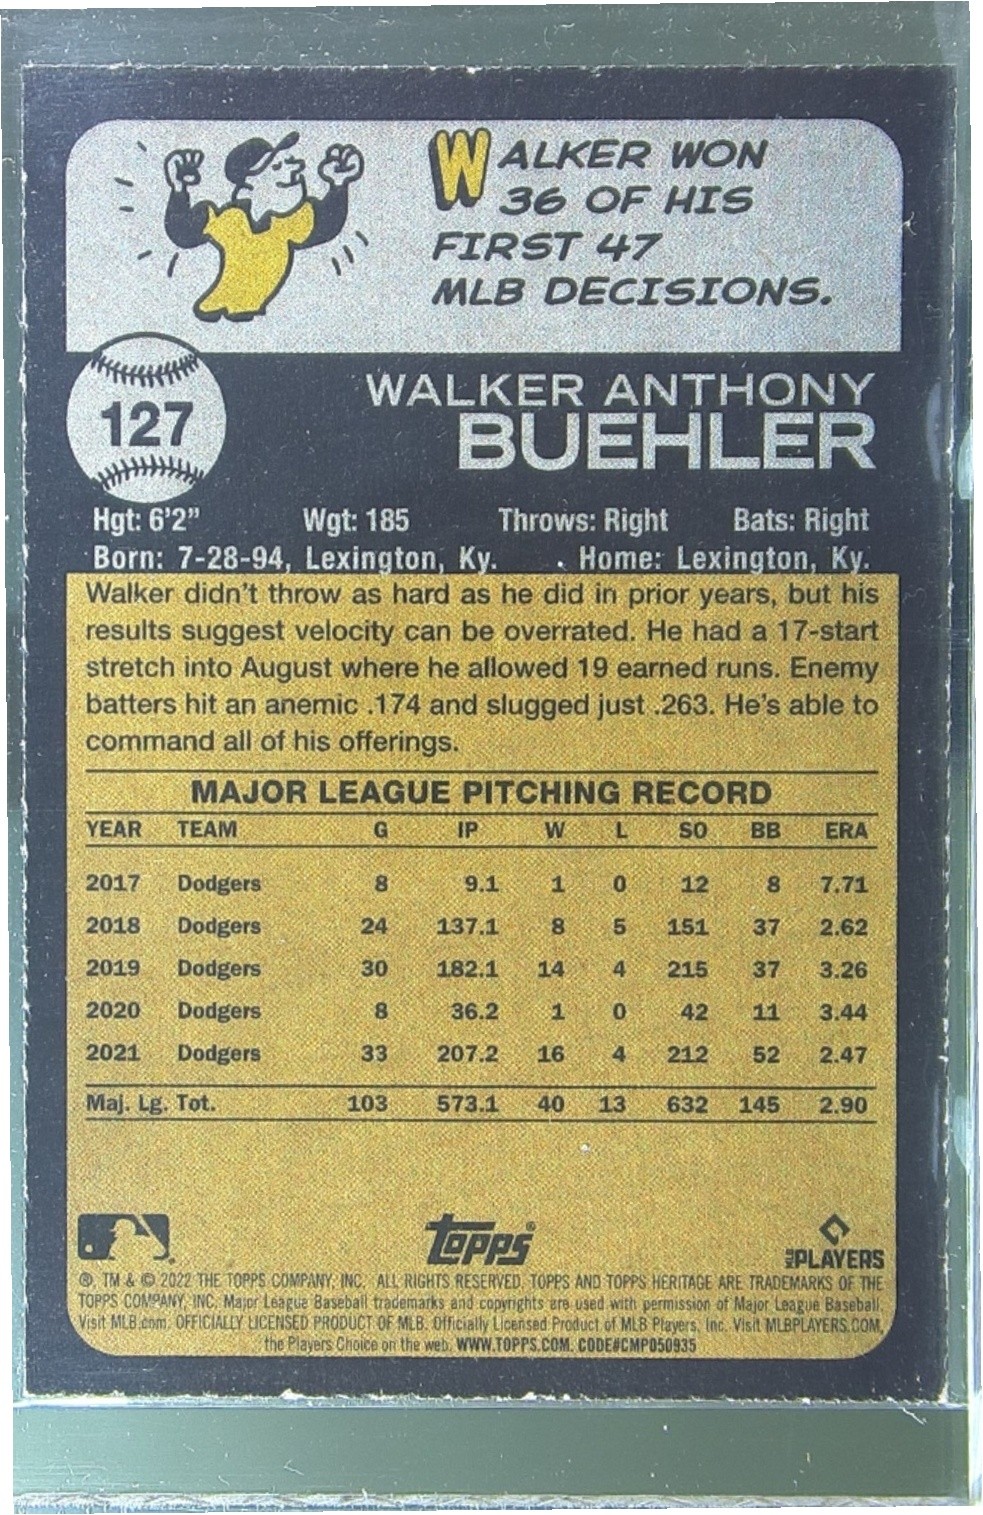 WALKER WON
36 OF HIS
FIRST 47
MLB DECISIONS.
127
WALKER ANTHONY
BUEHLER
Hgt: 6'2" Wgt: 185 Throws: Right Bats: Right
Born: 7-28-94, Lexington, Ky. Home: Lexington, Ky.
Walker didn't throw as hard as he did in prior years, but his
results suggest velocity can be overrated. He had a 17-start
stretch into August where he allowed 19 earned runs. Enemy
batters hit an anemic .174 and slugged just .263. He's able to
command all of his offerings.
MAJOR LEAGUE PITCHING RECORD
YEAR TEAM G IP W L SO BB ERA
2017 Dodgers 8 9.1 1 0 12 8 7.71
2018 Dodgers 24 137.1 8 5 151 37 2.62
2019 Dodgers 30 182.1 14 4 215 37 3.26
2020 Dodgers 8 36.2 1 0 42 11 3.44
2021 Dodgers 33 207.2 16 4 212 52 2.47
Maj. Lg. Tot. 103 573.1 40 13 632 145 2.90
topps®
PLAYERS
®, TM & © 2022 THE TOPPS COMPANY, INC. ALL RIGHTS RESERVED. TOPPS AND TOPPS HERITAGE ARE TRADEMARKS OF THE
TOPPS COMPANY, INC. Major League Baseball trademarks and copyrights are used with permission of Major League Baseball.
Visit MLB.com. OFFICIALLY LICENSED PRODUCT OF MLB. Officially Licensed Product of MLB Players, Inc. Visit MLBPLAYERS.COM,
the Players Choice on the web. WWW.TOPPS.COM. CODE#CMP050935